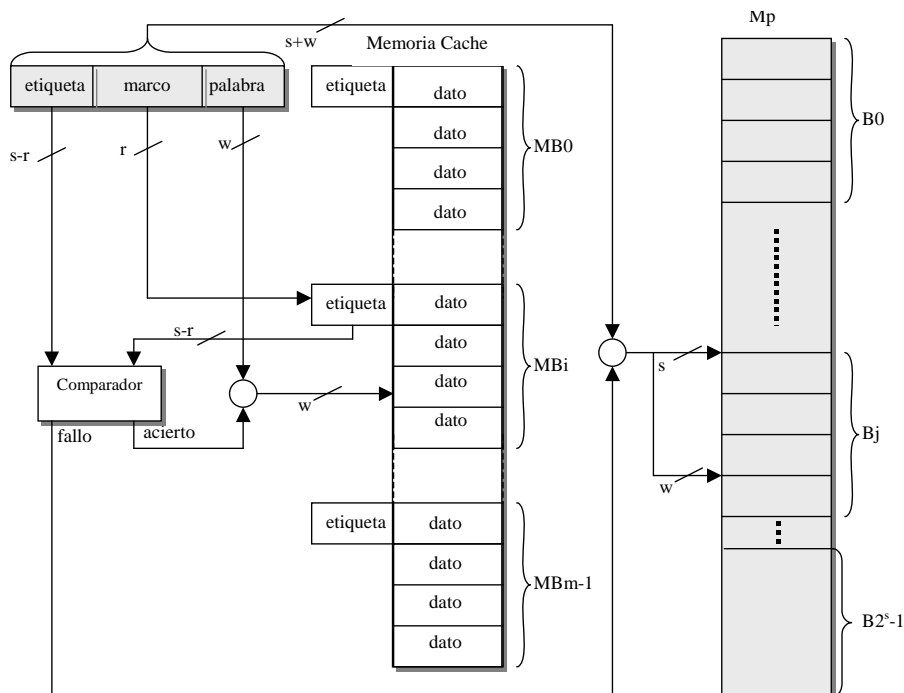 Mp
s+w
Memoria Cache
etiqueta marco palabra
etiqueta dato
dato
dato
dato
MB0
B0
s-r
r
w
etiqueta dato
dato
dato
dato
MBi
s-r
Comparador
fallo
acierto
w
s
w
Bj
etiqueta dato
dato
dato
dato
MBm-1
B2ˢ-1